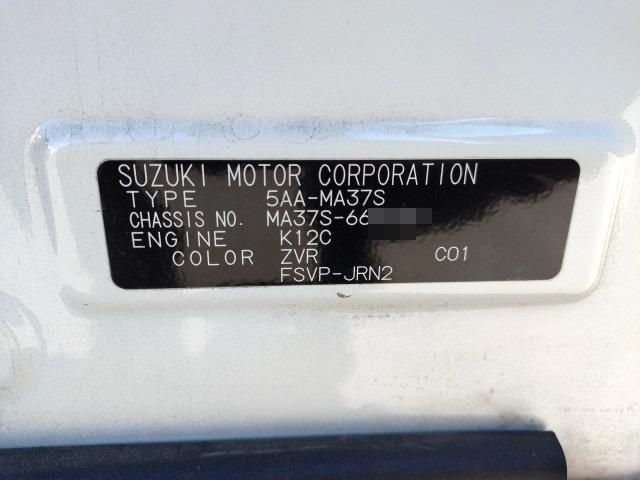 SUZUKI MOTOR CORPORATION
TYPE 5AA-MA37S
CHASSIS NO. MA37S-66
ENGINE K12C
COLOR ZVR C01
FSVP-JRN2